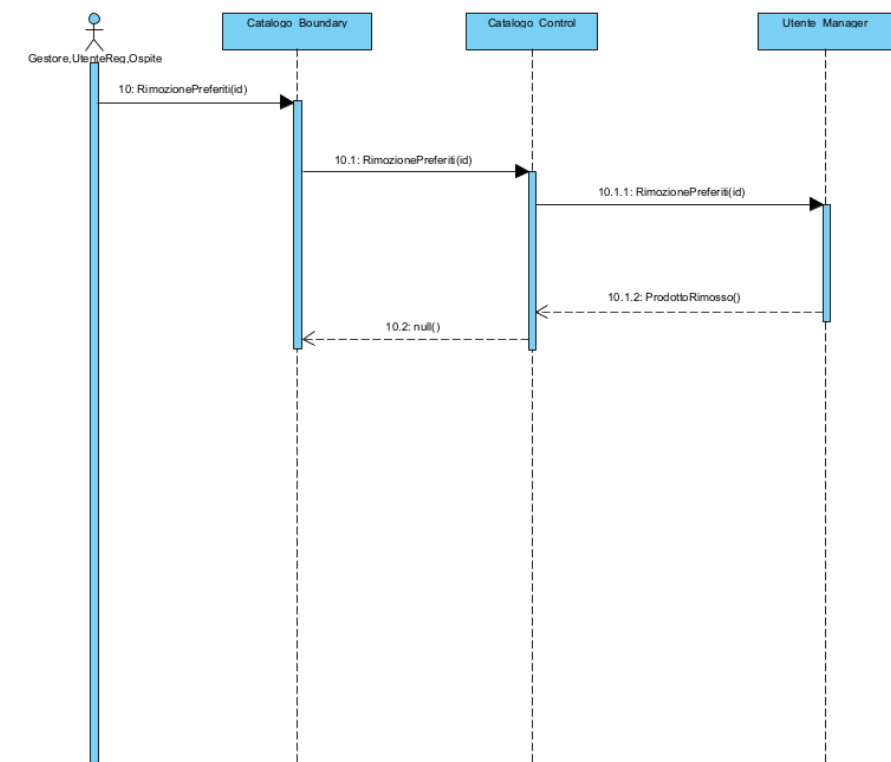 Catalogo Boundary
Catalogo Control
Utente Manager
Gestore,UtenteReg,Ospite
10: RimozionePreferiti(id)
10.1: RimozionePreferiti(id)
10.1.1: RimozionePreferiti(id)
10.1.2: ProdottoRimosso()
10.2: null()